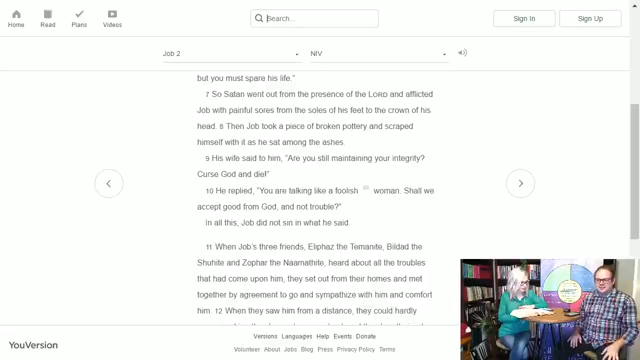 Home
Read
Plans
Videos
Search...
Sign In
Sign Up
Job 2
NIV
but you must spare his life."
7 So Satan went out from the presence of the LORD and afflicted
Job with painful sores from the soles of his feet to the crown of his
head. 8 Then Job took a piece of broken pottery and scraped
himself with it as he sat among the ashes.
9 His wife said to him, "Are you still maintaining your integrity?
Curse God and die!"
10 He replied, "You are talking like a foolish woman. Shall we
accept good from God, and not trouble?"
In all this, Job did not sin in what he said.
11 When Job's three friends, Eliphaz the Temanite, Bildad the
Shuhite and Zophar the Naamathite, heard about all the troubles
that had come upon him, they set out from their homes and met
together by agreement to go and sympathize with him and comfort
him. 12 When they saw him from a distance, they could hardly
YouVersion
Versions Languages Help Events Donate
Volunteer About Jobs Blog Press Privacy Policy Terms